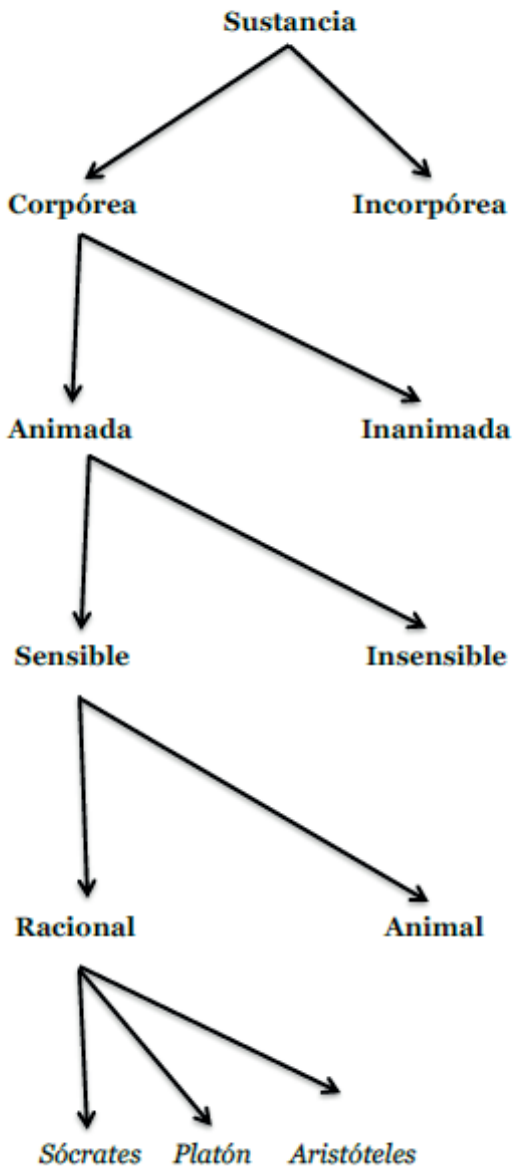 Sustancia
Corpórea Incorpórea
Animada Inanimada
Sensible Insensible
Racional Animal
Sócrates Platón Aristóteles